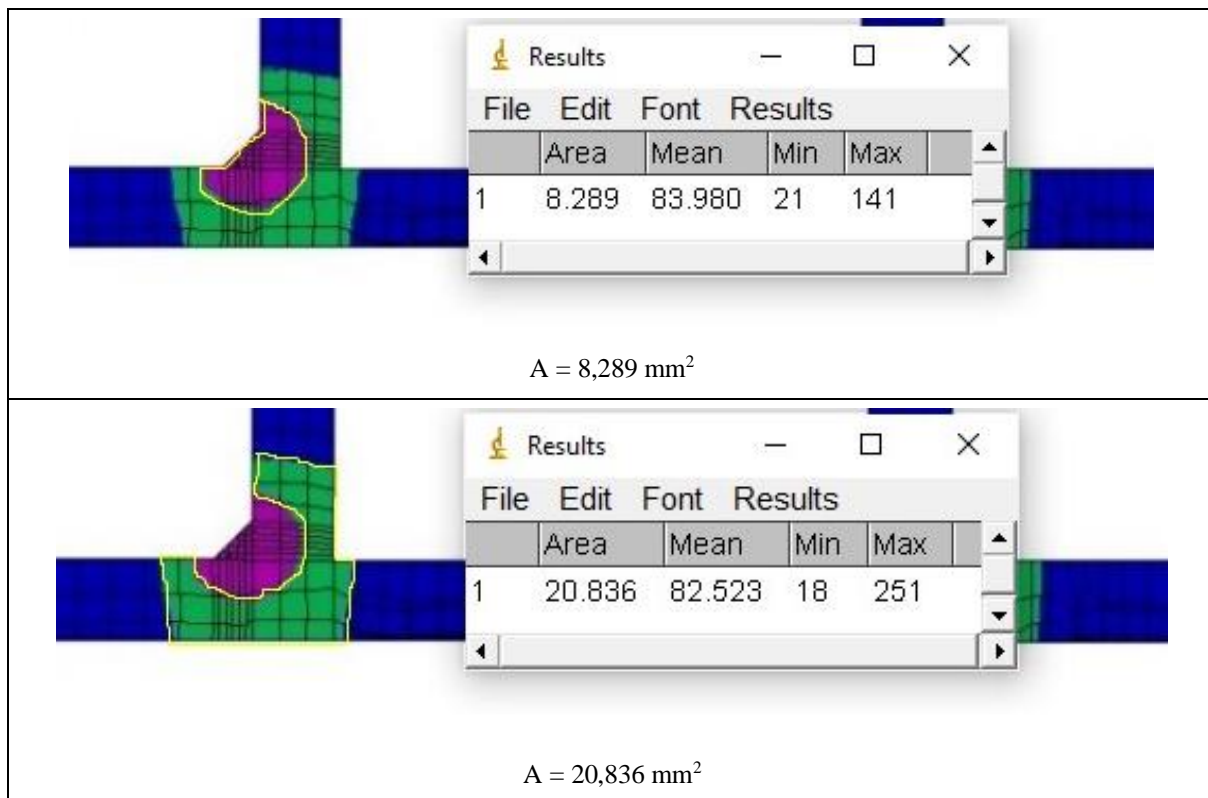 Results
File Edit Font Results
Area Mean Min Max
1 8.289 83.980 21 141
A = 8,289 mm²
Results
File Edit Font Results
Area Mean Min Max
1 20.836 82.523 18 251
A = 20,836 mm²